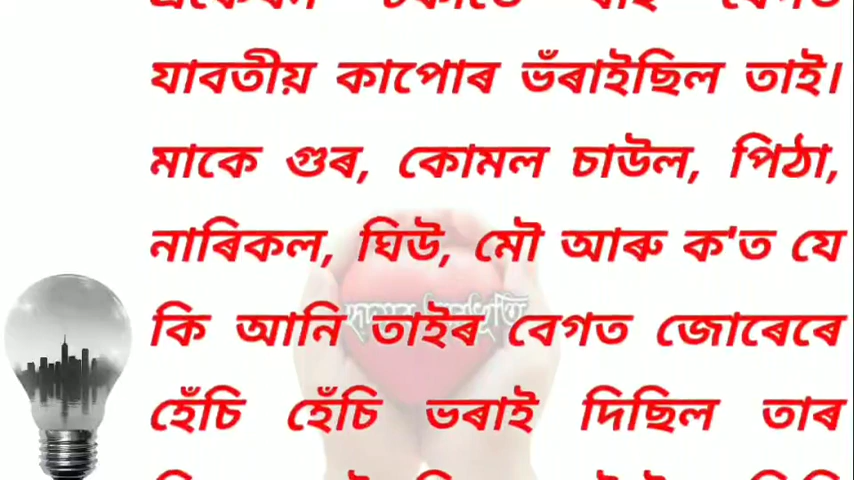 যাবতীয় কাপোৰ ভঁৰাইছিল তাই।
মাকে গুৰ, কোমল চাউল, পিঠা,
নাৰিকল, ঘিউ, মৌ আৰু ক'ত যে
কি আনি তাইৰ বেগত জোৰেৰে
হেঁচি হেঁচি ভৰাই দিছিল তাৰ